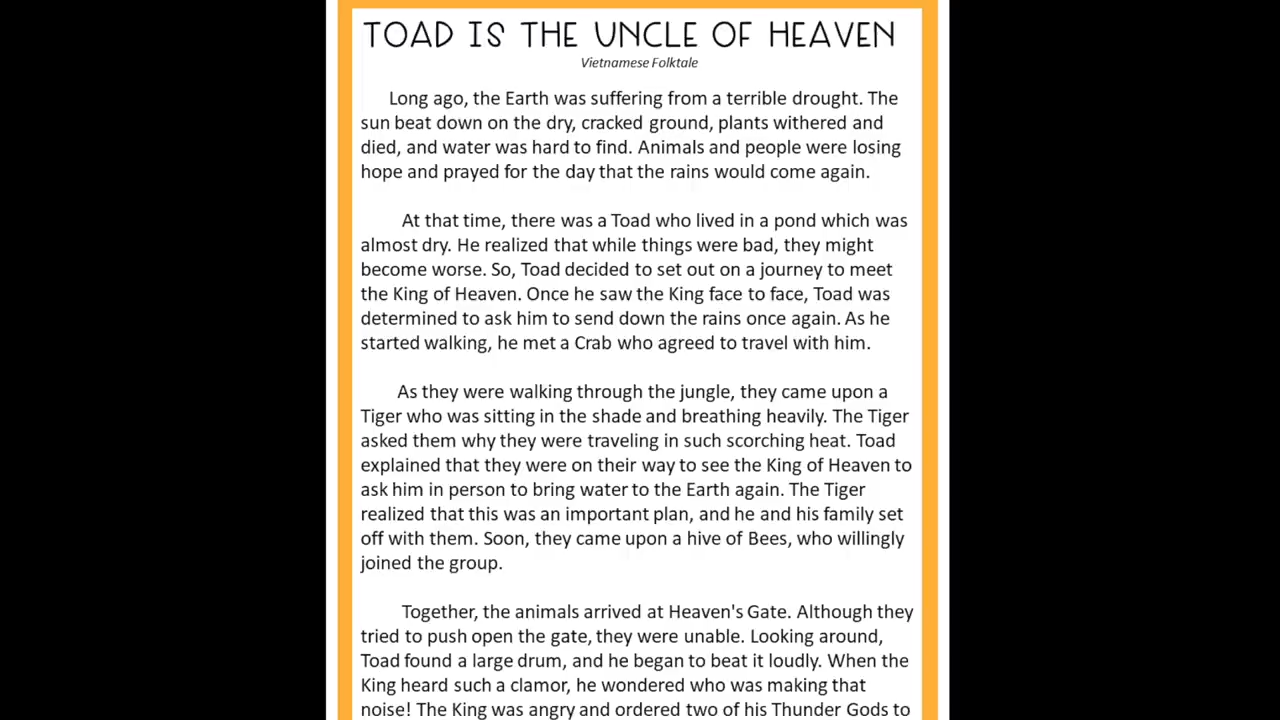 TOAD IS THE UNCLE OF HEAVEN
Vietnamese Folktale
Long ago, the Earth was suffering from a terrible drought. The
sun beat down on the dry, cracked ground, plants withered and
died, and water was hard to find. Animals and people were losing
hope and prayed for the day that the rains would come again.
At that time, there was a Toad who lived in a pond which was
almost dry. He realized that while things were bad, they might
become worse. So, Toad decided to set out on a journey to meet
the King of Heaven. Once he saw the King face to face, Toad was
determined to ask him to send down the rains once again. As he
started walking, he met a Crab who agreed to travel with him.
As they were walking through the jungle, they came upon a
Tiger who was sitting in the shade and breathing heavily. The Tiger
asked them why they were traveling in such scorching heat. Toad
explained that they were on their way to see the King of Heaven to
ask him in person to bring water to the Earth again. The Tiger
realized that this was an important plan, and he and his family set
off with them. Soon, they came upon a hive of Bees, who willingly
joined the group.
Together, the animals arrived at Heaven's Gate. Although they
tried to push open the gate, they were unable. Looking around,
Toad found a large drum, and he began to beat it loudly. When the
King heard such a clamor, he wondered who was making that
noise! The King was angry and ordered two of his Thunder Gods to